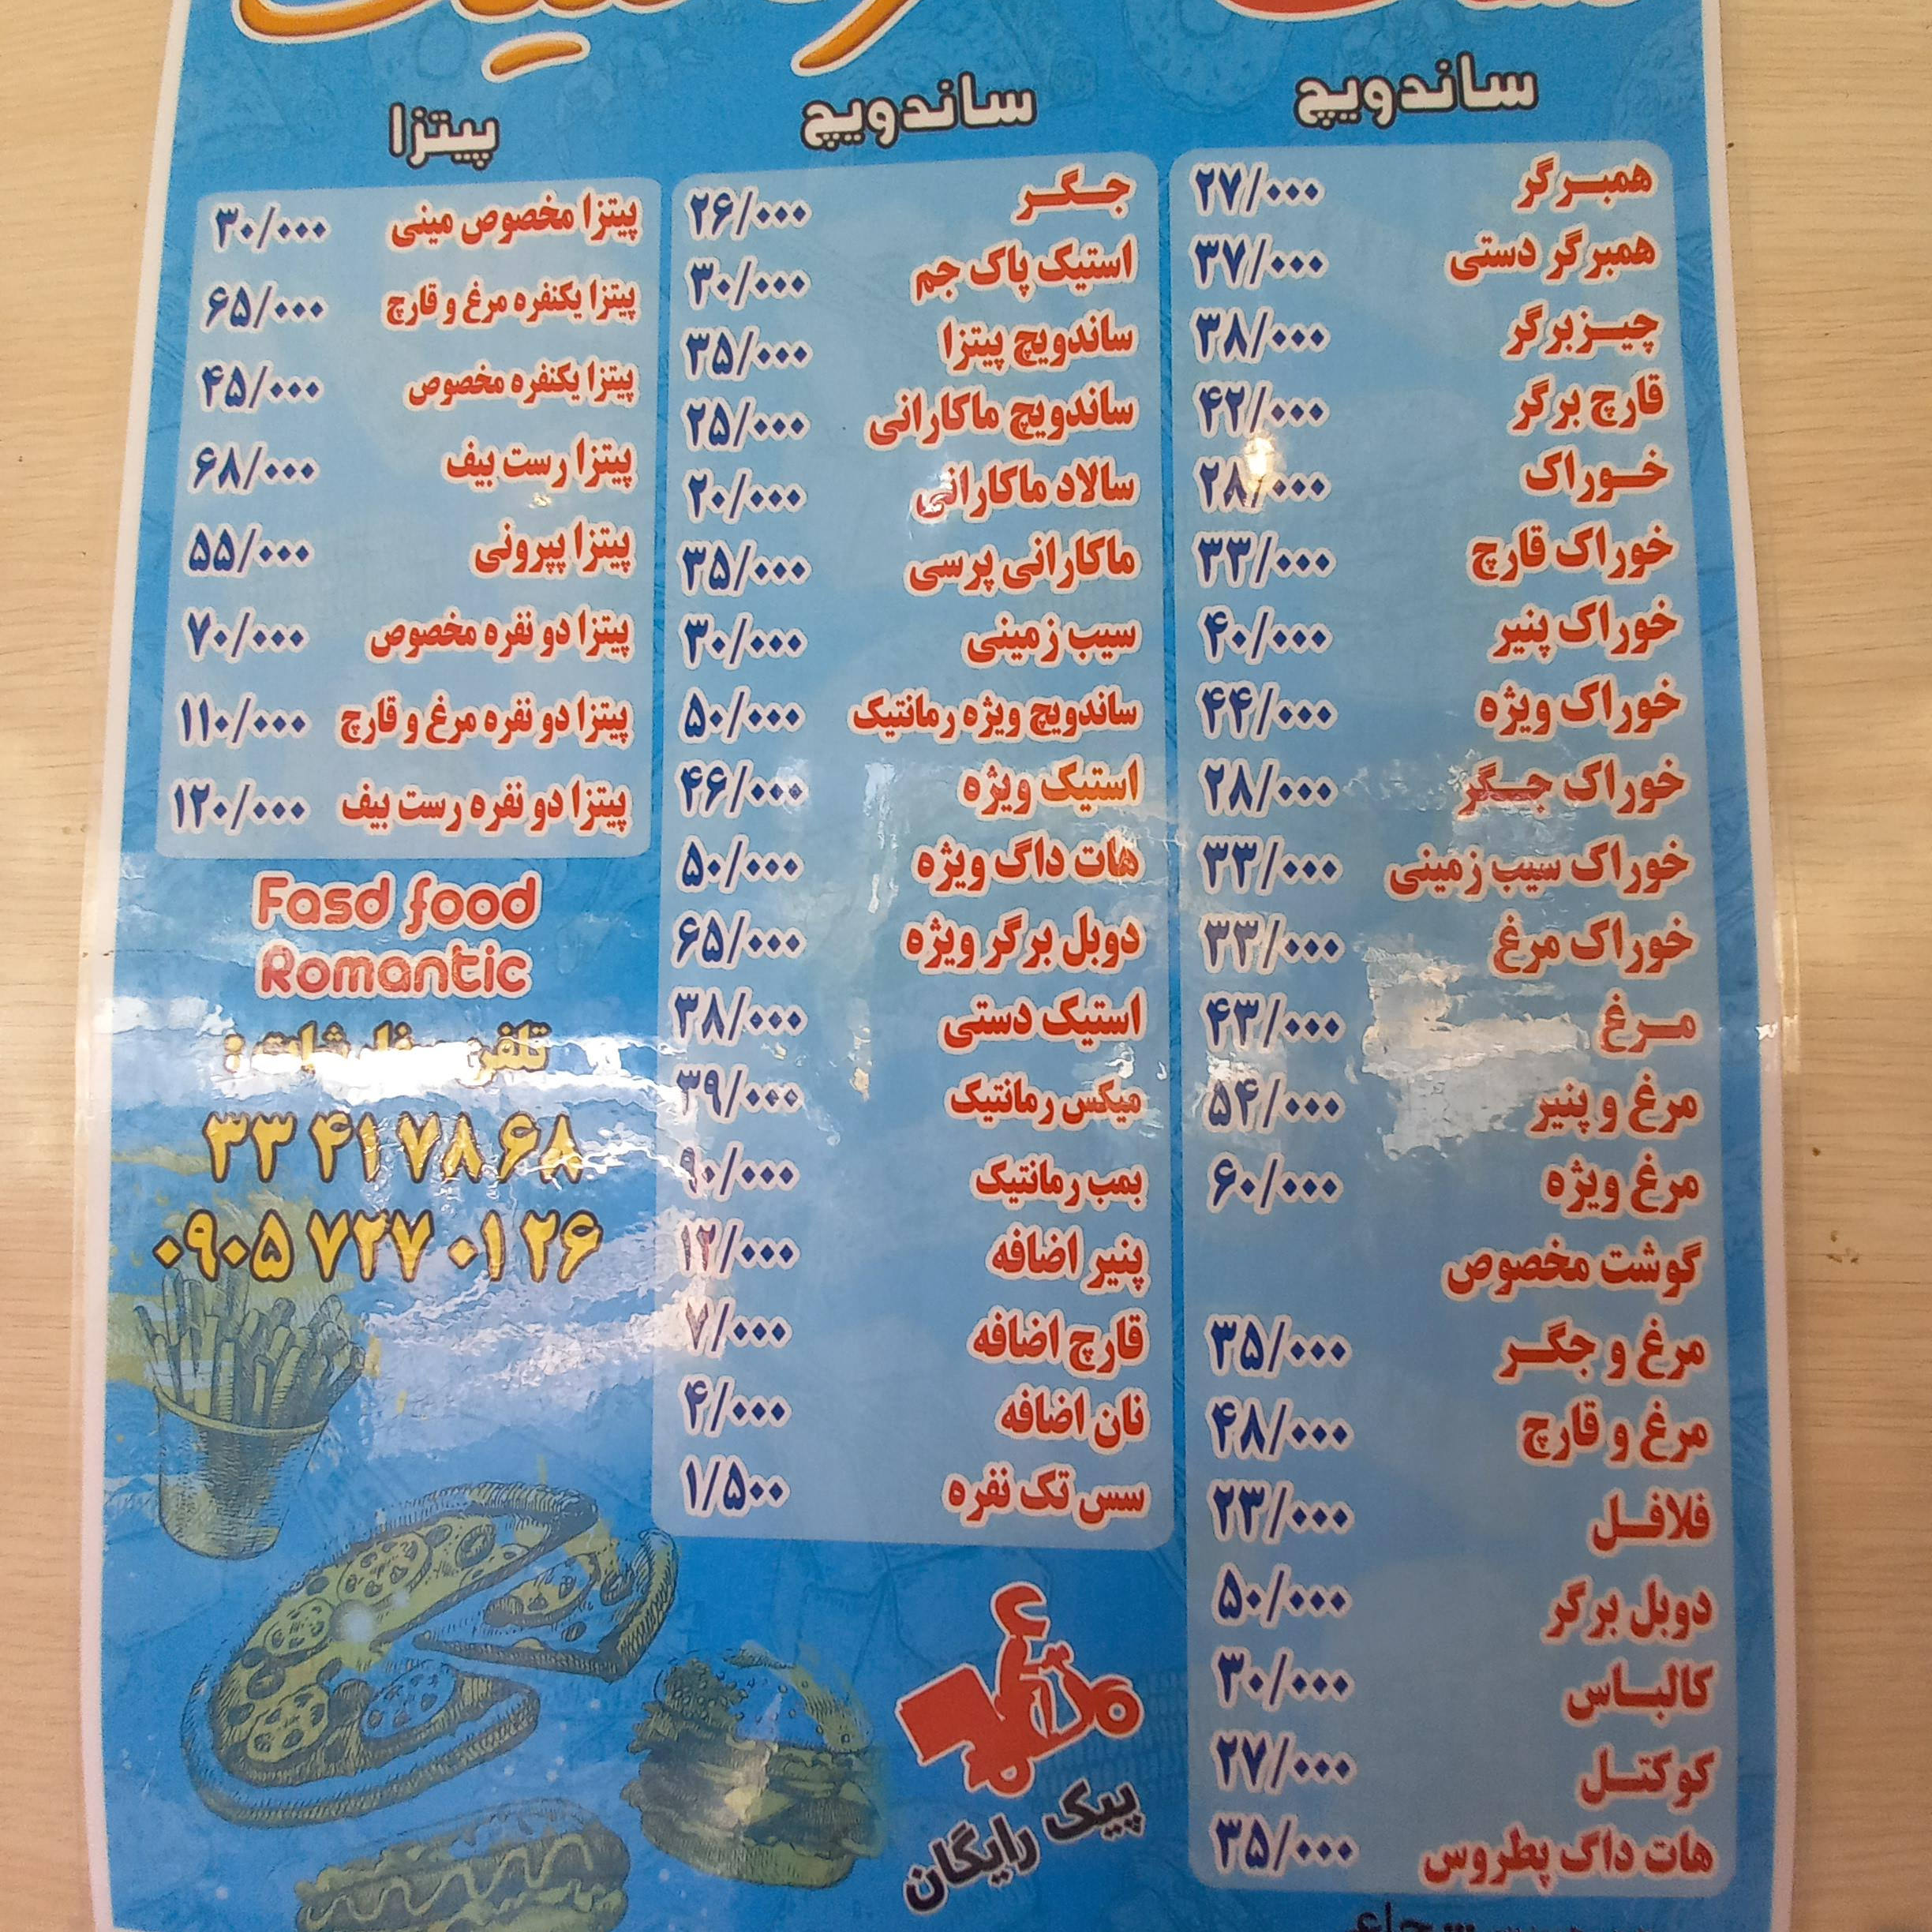 ساندویچ
همبرگر ۲۷/۰۰۰
همبرگر دستی ۳۷/۰۰۰
چیزبرگر ۳۸/۰۰۰
قارچ برگر ۴۲/۰۰۰
خوراک ۲۸/۰۰۰
خوراک قارچ ۳۳/۰۰۰
خوراک پنیر ۴۰/۰۰۰
خوراک ویژه ۴۴/۰۰۰
خوراک جگر ۲۸/۰۰۰
خوراک سیب زمینی ۳۳/۰۰۰
خوراک مرغ ۳۳/۰۰۰
مرغ ۴۳/۰۰۰
مرغ و پنیر ۵۴/۰۰۰
مرغ ویژه ۶۰/۰۰۰
گوشت مخصوص
مرغ و جگر ۳۵/۰۰۰
مرغ و قارچ ۴۸/۰۰۰
فلافل ۲۳/۰۰۰
دوبل برگر ۵۰/۰۰۰
کالباس ۳۰/۰۰۰
کوکتل ۲۷/۰۰۰
هات داگ پطروس ۳۵/۰۰۰
ساندویچ
جگر ۲۶/۰۰۰
استیک پاک جم ۳۰/۰۰۰
ساندویچ پیتزا ۳۵/۰۰۰
ساندویچ ماکارانی ۲۵/۰۰۰
سالاد ماکارانی ۲۰/۰۰۰
ماکارانی پرسی ۳۵/۰۰۰
سیب زمینی ۳۰/۰۰۰
ساندویچ ویژه رمانتیک ۵۰/۰۰۰
استیک ویژه ۴۶/۰۰۰
هات داگ ویژه ۵۰/۰۰۰
دوبل برگر ویژه ۶۵/۰۰۰
استیک دستی ۳۸/۰۰۰
میکس رمانتیک ۳۹/۰۰۰
بمب رمانتیک ۹۰/۰۰۰
پنیر اضافه ۱۲/۰۰۰
قارچ اضافه ۷/۰۰۰
نان اضافه ۴/۰۰۰
سس تک نفره ۱/۵۰۰
پیک رایگان
پیتزا
پیتزا مخصوص مینی ۳۰/۰۰۰
پیتزا یکنفره مرغ و قارچ ۶۵/۰۰۰
پیتزا یکنفره مخصوص ۴۵/۰۰۰
پیتزا رست بیف ۶۸/۰۰۰
پیتزا پپرونی ۵۵/۰۰۰
پیتزا دو نفره مخصوص ۷۰/۰۰۰
پیتزا دو نفره مرغ و قارچ ۱۱۰/۰۰۰
پیتزا دو نفره رست بیف ۱۲۰/۰۰۰
Fasd food
Romantic
تلفن سفارشات :
۳۳ ۴۱ ۷۸ ۶۸
۰۹۰۵ ۷۲۷ ۰۱ ۲۶